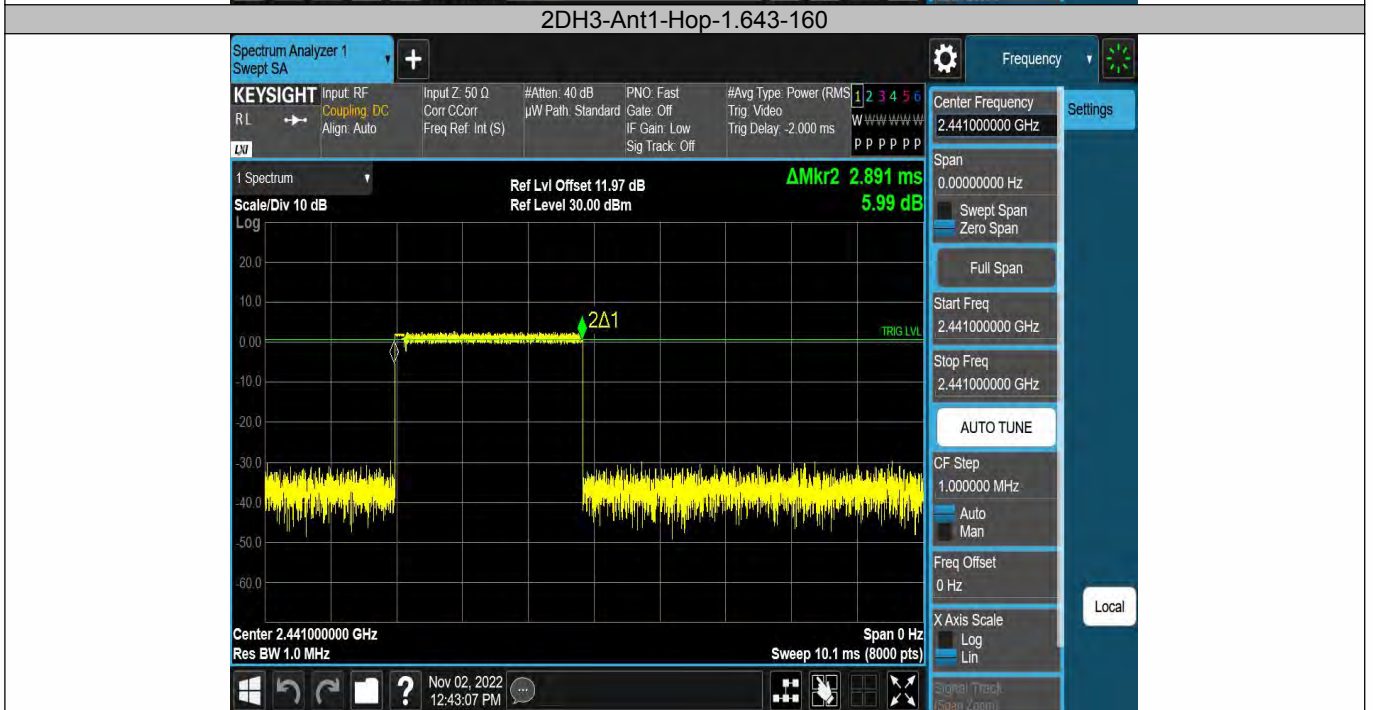 2DH3-Ant1-Hop-1.643-160
Spectrum Analyzer 1
Swept SA
+
Frequency
KEYSIGHT
RL
LXI
Input: RF
Coupling: DC
Align: Auto
Input Z: 50 Ω
Corr CCorr
Freq Ref: Int (S)
#Atten: 40 dB
µW Path: Standard
PNO: Fast
Gate: Off
IF Gain: Low
Sig Track: Off
#Avg Type: Power (RMS
Trig: Video
Trig Delay: -2.000 ms
1 2 3 4 5 6
W W W W W W
P P P P P P
Center Frequency
2.441000000 GHz
Settings
1 Spectrum
Scale/Div 10 dB
Ref Lvl Offset 11.97 dB
Ref Level 30.00 dBm
ΔMkr2 2.891 ms
5.99 dB
Log
20.0
10.0
0.00
-10.0
-20.0
-30.0
-40.0
-50.0
-60.0
2Δ1
TRIG LVL
Center 2.441000000 GHz
Res BW 1.0 MHz
Span 0 Hz
Sweep 10.1 ms (8000 pts)
Span
0.00000000 Hz
Swept Span
Zero Span
Full Span
Start Freq
2.441000000 GHz
Stop Freq
2.441000000 GHz
AUTO TUNE
CF Step
1.000000 MHz
Auto
Man
Freq Offset
0 Hz
X Axis Scale
Log
Lin
Signal Track
(Span Zoom)
Local
?
Nov 02, 2022
12:43:07 PM